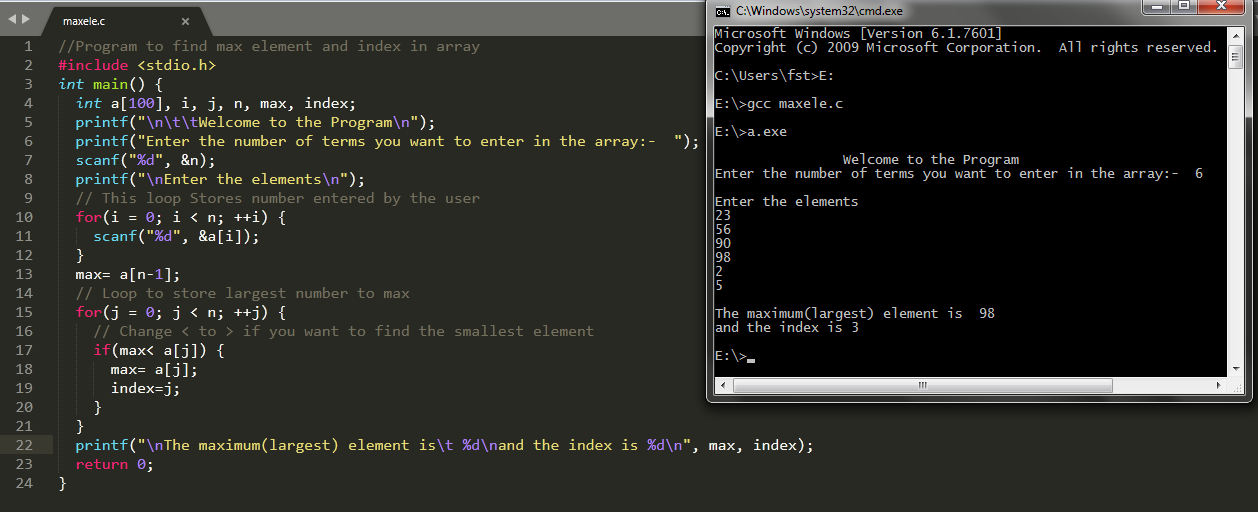 maxele.c ×
1 //Program to find max element and index in array
2 #include <stdio.h>
3 int main() {
4 int a[100], i, j, n, max, index;
5 printf("\n\t\tWelcome to the Program\n");
6 printf("Enter the number of terms you want to enter in the array:-  ");
7 scanf("%d", &n);
8 printf("\nEnter the elements\n");
9 // This loop Stores number entered by the user
10 for(i = 0; i < n; ++i) {
11 scanf("%d", &a[i]);
12 }
13 max= a[n-1];
14 // Loop to store largest number to max
15 for(j = 0; j < n; ++j) {
16 // Change < to > if you want to find the smallest element
17 if(max< a[j]) {
18 max= a[j];
19 index=j;
20 }
21 }
22 printf("\nThe maximum(largest) element is\t %d\nand the index is %d\n", max, index);
23 return 0;
24 }
C:\Windows\system32\cmd.exe
Microsoft Windows [Version 6.1.7601]
Copyright (c) 2009 Microsoft Corporation.  All rights reserved.
C:\Users\fst>E:
E:\>gcc maxele.c
E:\>a.exe
Welcome to the Program
Enter the number of terms you want to enter in the array:-  6
Enter the elements
23
56
90
98
2
5
The maximum(largest) element is  98
and the index is 3
E:\>_